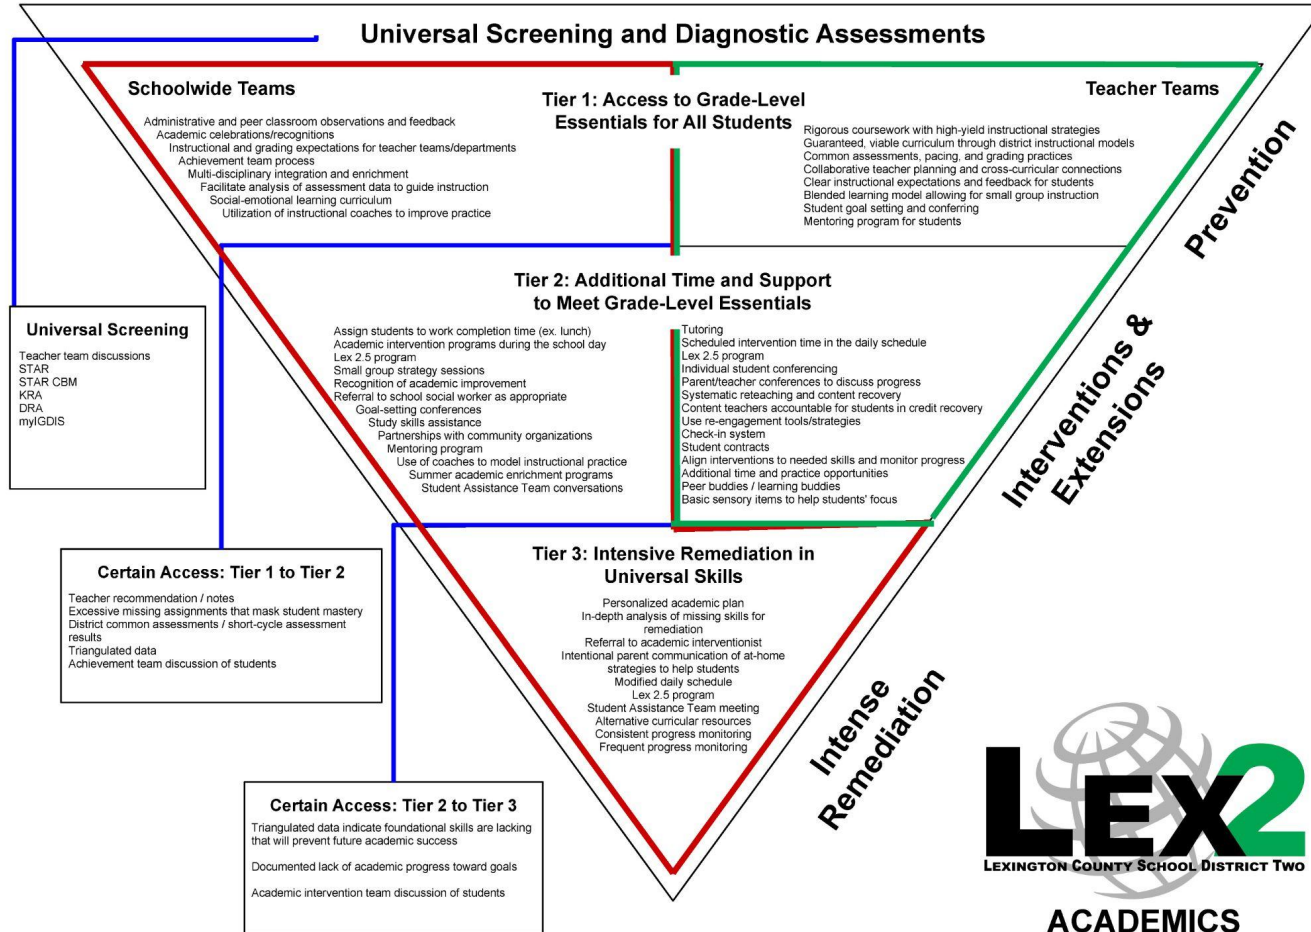 Universal Screening and Diagnostic Assessments
Schoolwide Teams
Administrative and peer classroom observations and feedback
Academic celebrations/recognitions
Instructional and grading expectations for teacher teams/departments
Achievement team process
Multi-disciplinary integration and enrichment
Facilitate analysis of assessment data to guide instruction
Social-emotional learning curriculum
Utilization of instructional coaches to improve practice
Tier 1: Access to Grade-Level
Essentials for All Students
Teacher Teams
Rigorous coursework with high-yield instructional strategies
Guaranteed, viable curriculum through district instructional models
Common assessments, pacing, and grading practices
Collaborative teacher planning and cross-curricular connections
Clear instructional expectations and feedback for students
Blended learning model allowing for small group instruction
Student goal setting and conferring
Mentoring program for students
Prevention
Tier 2: Additional Time and Support
to Meet Grade-Level Essentials
Assign students to work completion time (ex. lunch)
Academic intervention programs during the school day
Lex 2.5 program
Small group strategy sessions
Recognition of academic improvement
Referral to school social worker as appropriate
Goal-setting conferences
Study skills assistance
Partnerships with community organizations
Mentoring program
Use of coaches to model instructional practice
Summer academic enrichment programs
Student Assistance Team conversations
Tutoring
Scheduled intervention time in the daily schedule
Lex 2.5 program
Individual student conferencing
Parent/teacher conferences to discuss progress
Systematic reteaching and content recovery
Content teachers accountable for students in credit recovery
Use re-engagement tools/strategies
Check-in system
Student contracts
Align interventions to needed skills and monitor progress
Additional time and practice opportunities
Peer buddies / learning buddies
Basic sensory items to help students' focus
Interventions &
Extensions
Universal Screening
Teacher team discussions
STAR
STAR CBM
KRA
DRA
myIGDIS
Tier 3: Intensive Remediation in
Universal Skills
Personalized academic plan
In-depth analysis of missing skills for
remediation
Referral to academic interventionist
Intentional parent communication of at-home
strategies to help students
Modified daily schedule
Lex 2.5 program
Student Assistance Team meeting
Alternative curricular resources
Consistent progress monitoring
Frequent progress monitoring
Intense
Remediation
Certain Access: Tier 1 to Tier 2
Teacher recommendation / notes
Excessive missing assignments that mask student mastery
District common assessments / short-cycle assessment
results
Triangulated data
Achievement team discussion of students
Certain Access: Tier 2 to Tier 3
Triangulated data indicate foundational skills are lacking
that will prevent future academic success
Documented lack of academic progress toward goals
Academic intervention team discussion of students
LEX2
LEXINGTON COUNTY SCHOOL DISTRICT TWO
ACADEMICS